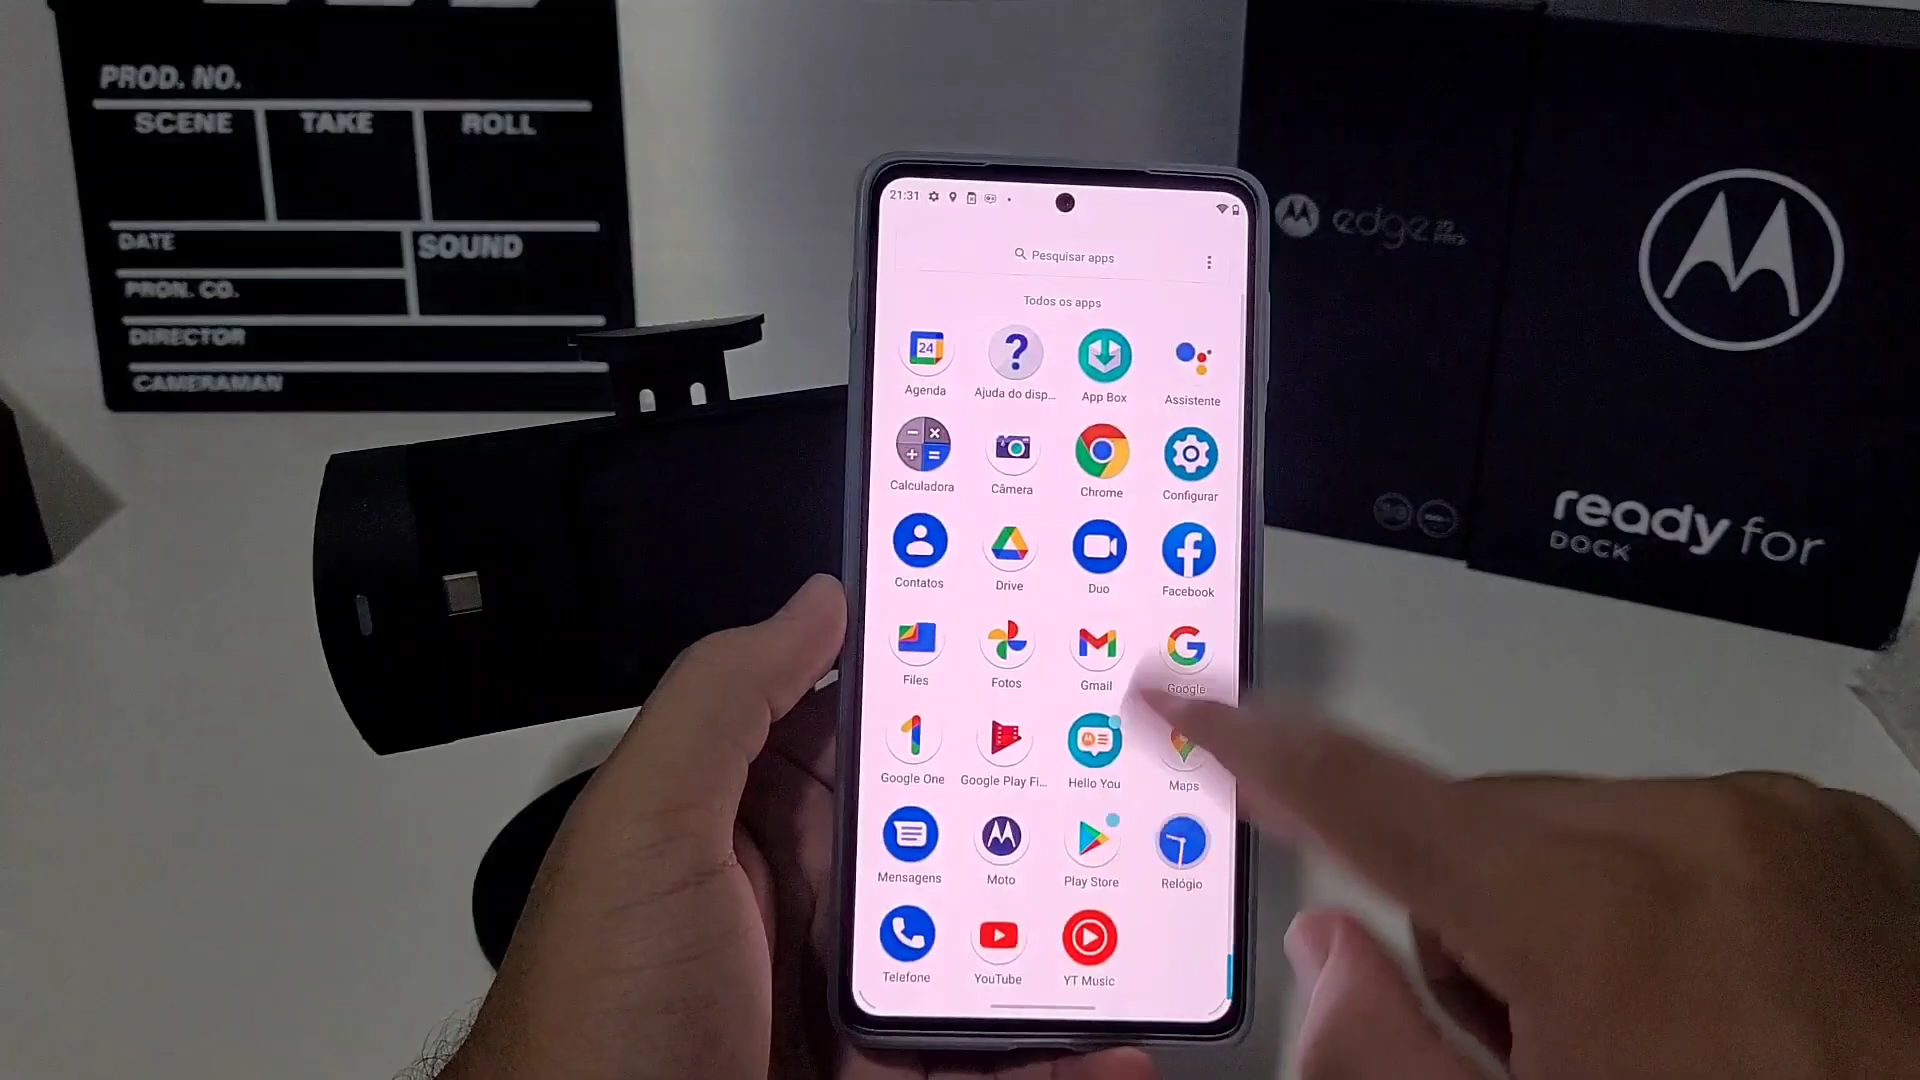 PROD. NO.
SCENE
TAKE
ROLL
DATE
SOUND
PRON. CO.
DIRECTOR
CAMERAMAN
21:31
Pesquisar apps
Todos os apps
24
Agenda
Ajuda do disp...
App Box
Assistente
Calculadora
Câmera
Chrome
Configurar
Contatos
Drive
Duo
Facebook
Files
Fotos
Gmail
Google
Google One
Google Play Fi...
Hello You
Maps
Mensagens
Moto
Play Store
Relógio
Telefone
YouTube
YT Music
edge 20 PRO
ready for
DOCK